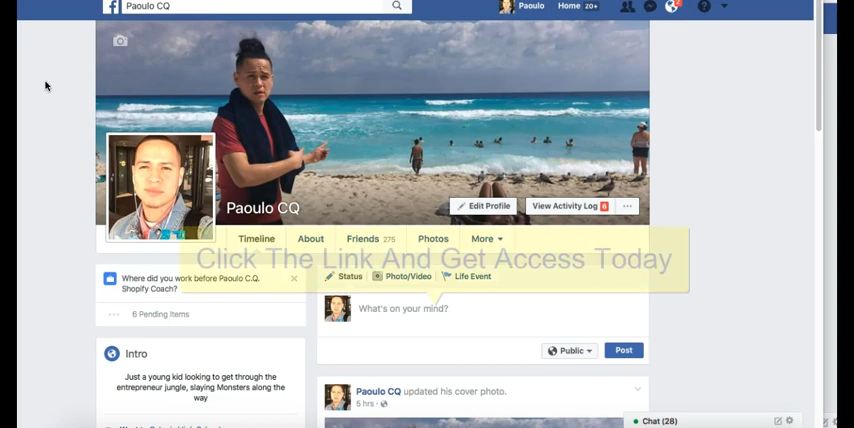 Paoulo CQ
Paoulo
Home 20+
2
Paoulo CQ
Edit Profile
View Activity Log 6
Timeline
About
Friends 275
Photos
More
Click The Link And Get Access Today
Where did you work before Paoulo C.Q.
Shopify Coach?
6 Pending Items
Status
Photo/Video
Life Event
What's on your mind?
Public
Post
Intro
Just a young kid looking to get through the
entrepreneur jungle, slaying Monsters along the
way
Paoulo CQ updated his cover photo.
5 hrs ·
Chat (28)